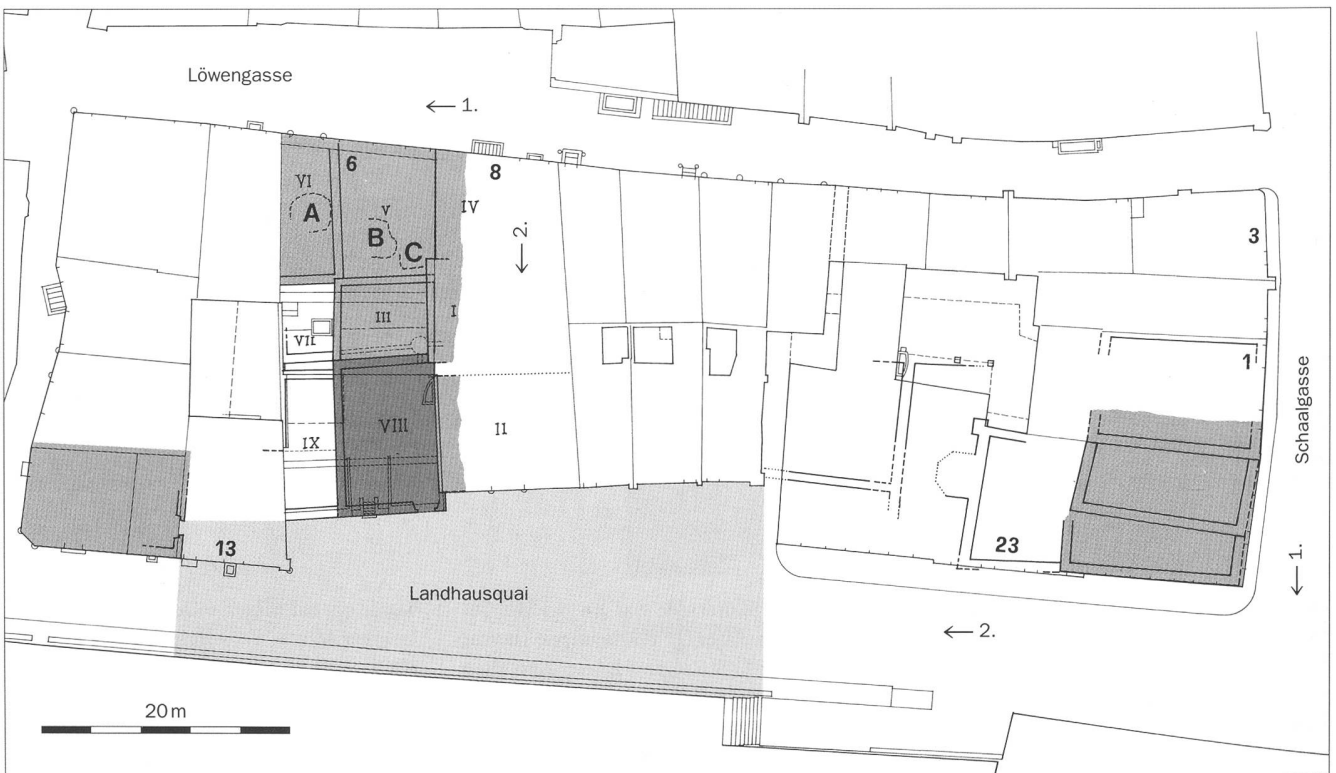 Löwengasse
← 1.
6
8
VI
A
V
B
C
IV
2.
↓
3
III
I
VII
1
IX
VIII
II
Schaalgasse
13
23
1.
↓
Landhausquai
← 2.
20 m